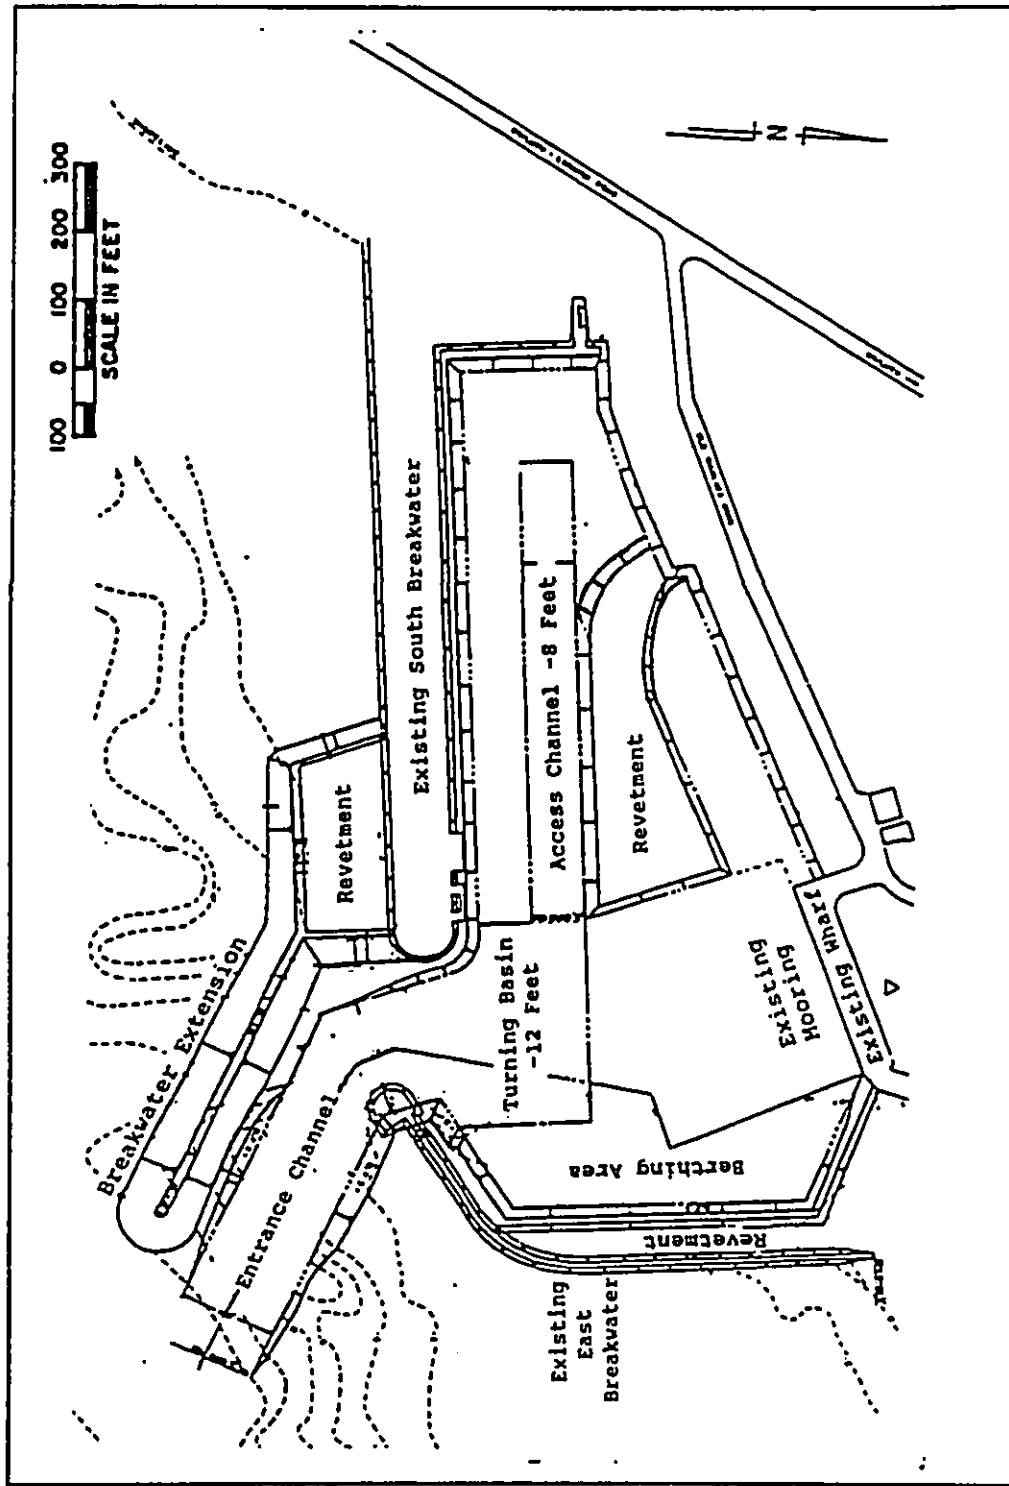 100 0 100 200 300
SCALE IN FEET
N
Breakwater Extension
Revetment
Existing South Breakwater
Entrance Channel
Turning Basin
-12 Feet
Access Channel -8 Feet
Revetment
Existing
Mooring
Existing Wharf
Berthing Area
Revetment
Existing
East
Breakwater